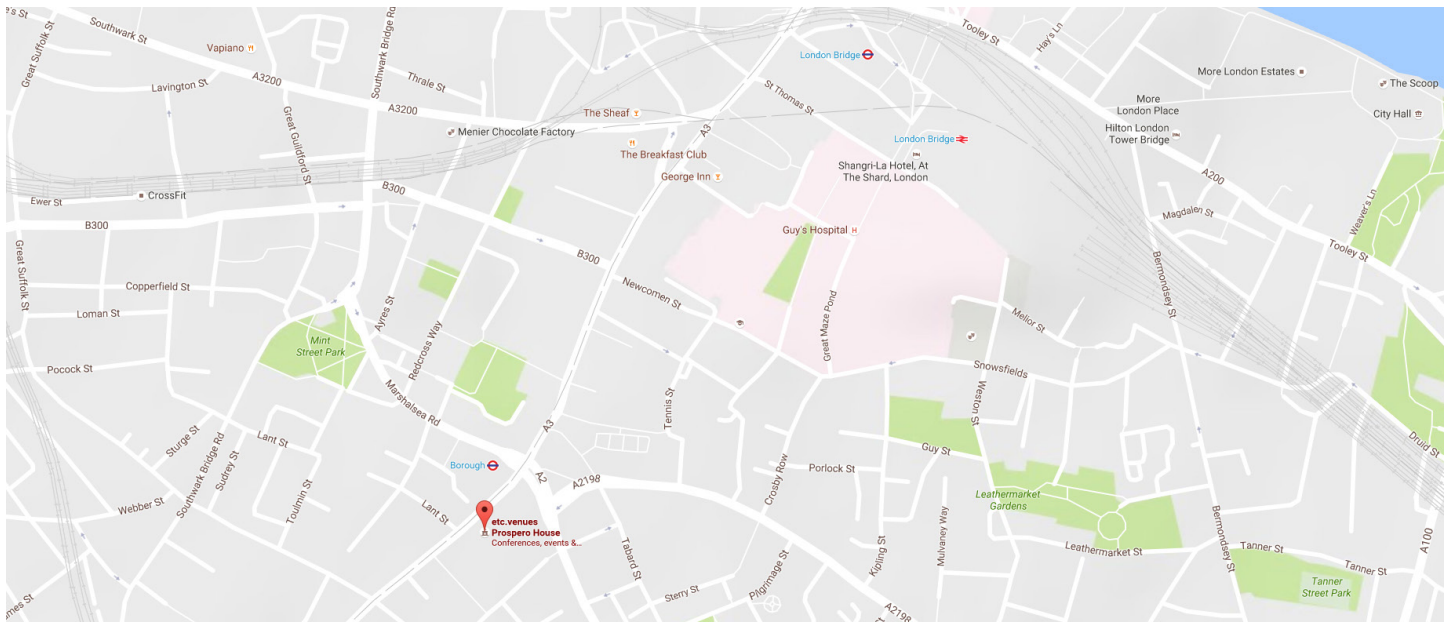 e's St
Southwark St
Great Suffolk St
Vapiano
Southwark Bridge Rd
Lavington St
A3200
Thrale St
A3200
Great Guildford St
Menier Chocolate Factory
The Sheaf
The Breakfast Club
George Inn
A3
St Thomas St
London Bridge
London Bridge
Shangri-La Hotel, At
The Shard, London
Tooley St
Hay's Ln
More London Estates
The Scoop
More
London Place
City Hall
Hilton London
Tower Bridge
A200
Weaver's Ln
Magdalen St
Tooley St
Ewer St
CrossFit
B300
B300
B300
Great Suffolk St
Copperfield St
Loman St
Pocock St
Mint
Street Park
Ayres St
Redcross Way
Newcomen St
Guy's Hospital
Great Maze Pond
Melior St
Bermondsey St
Snowsfields
Weston St
Marshalsea Rd
Tennis St
A3
Sturge St
Lant St
Southwark Bridge Rd
Sudrey St
Webber St
Toulmin St
Lant St
Borough
A2
A2198
etc.venues
Prospero House
Conferences, events &...
Tabard St
Sterry St
Pilgrimage St
Crosby Row
Porlock St
Kipling St
Mulvaney Way
A2198
Guy St
Leathermarket
Gardens
Leathermarket St
Bermondsey St
Tanner St
Tanner St
Tanner
Street Park
Druid St
A100
ames St